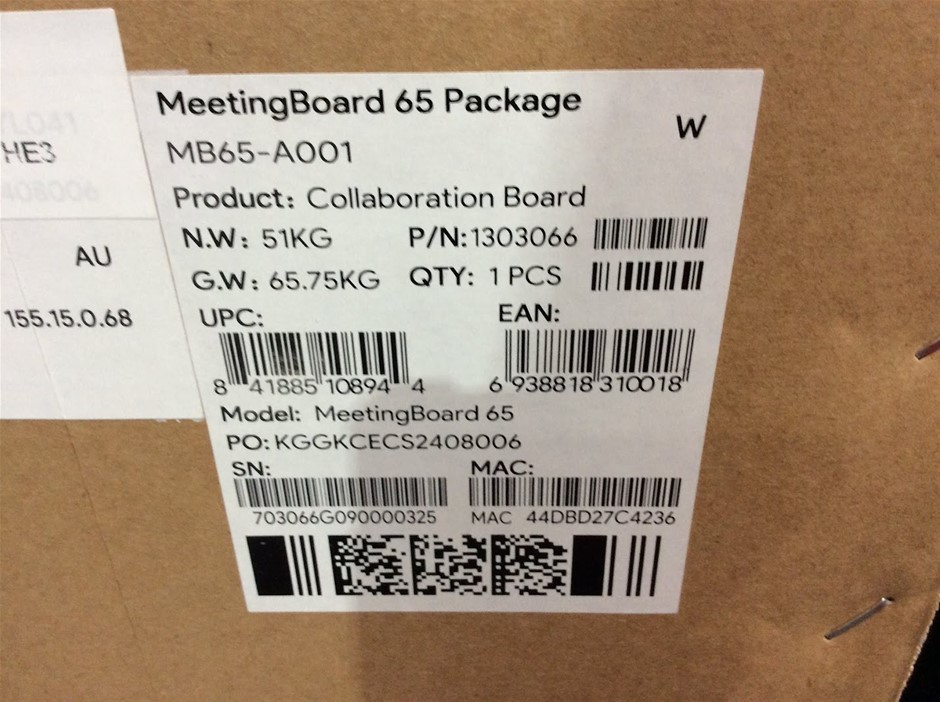 /L041
HE3
408006
AU
155.15.0.68
MeetingBoard 65 Package
W
MB65-A001
Product: Collaboration Board
N.W: 51KG P/N:1303066
G.W: 65.75KG QTY: 1 PCS
UPC: EAN:
8 41885 10894 4 6 938818 310018
Model: MeetingBoard 65
PO: KGGKCECS2408006
SN: MAC:
703066G090000325 MAC 44DBD27C4236